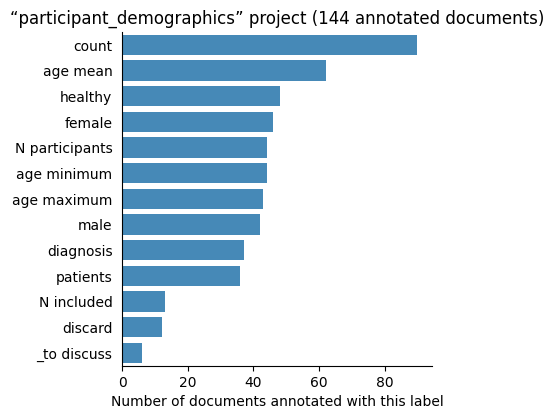 “participant_demographics” project (144 annotated documents)
count
age mean
healthy
female
N participants
age minimum
age maximum
male
diagnosis
patients
N included
discard
_to discuss
0 20 40 60 80
Number of documents annotated with this label